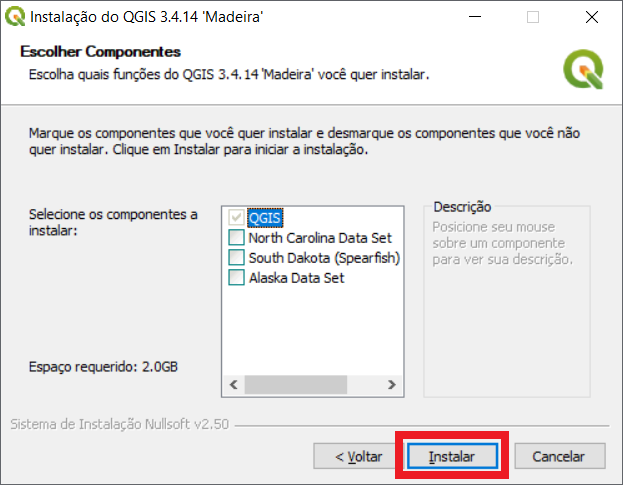 Instalação do QGIS 3.4.14 'Madeira'
Escolher Componentes
Escolha quais funções do QGIS 3.4.14 'Madeira' você quer instalar.
Marque os componentes que você quer instalar e desmarque os componentes que você não
quer instalar. Clique em Instalar para iniciar a instalação.
Selecione os componentes a
instalar:
QGIS
North Carolina Data Set
South Dakota (Spearfish)
Alaska Data Set
Descrição
Posicione seu mouse
sobre um componente
para ver sua descrição.
Espaço requerido: 2.0GB
Sistema de Instalação Nullsoft v2.50
< Voltar
Instalar
Cancelar